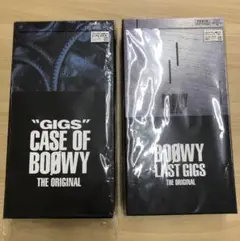 "GIGS"
CASE OF
BOØWY
THE ORIGINAL
BOØWY
LAST GIGS
THE ORIGINAL